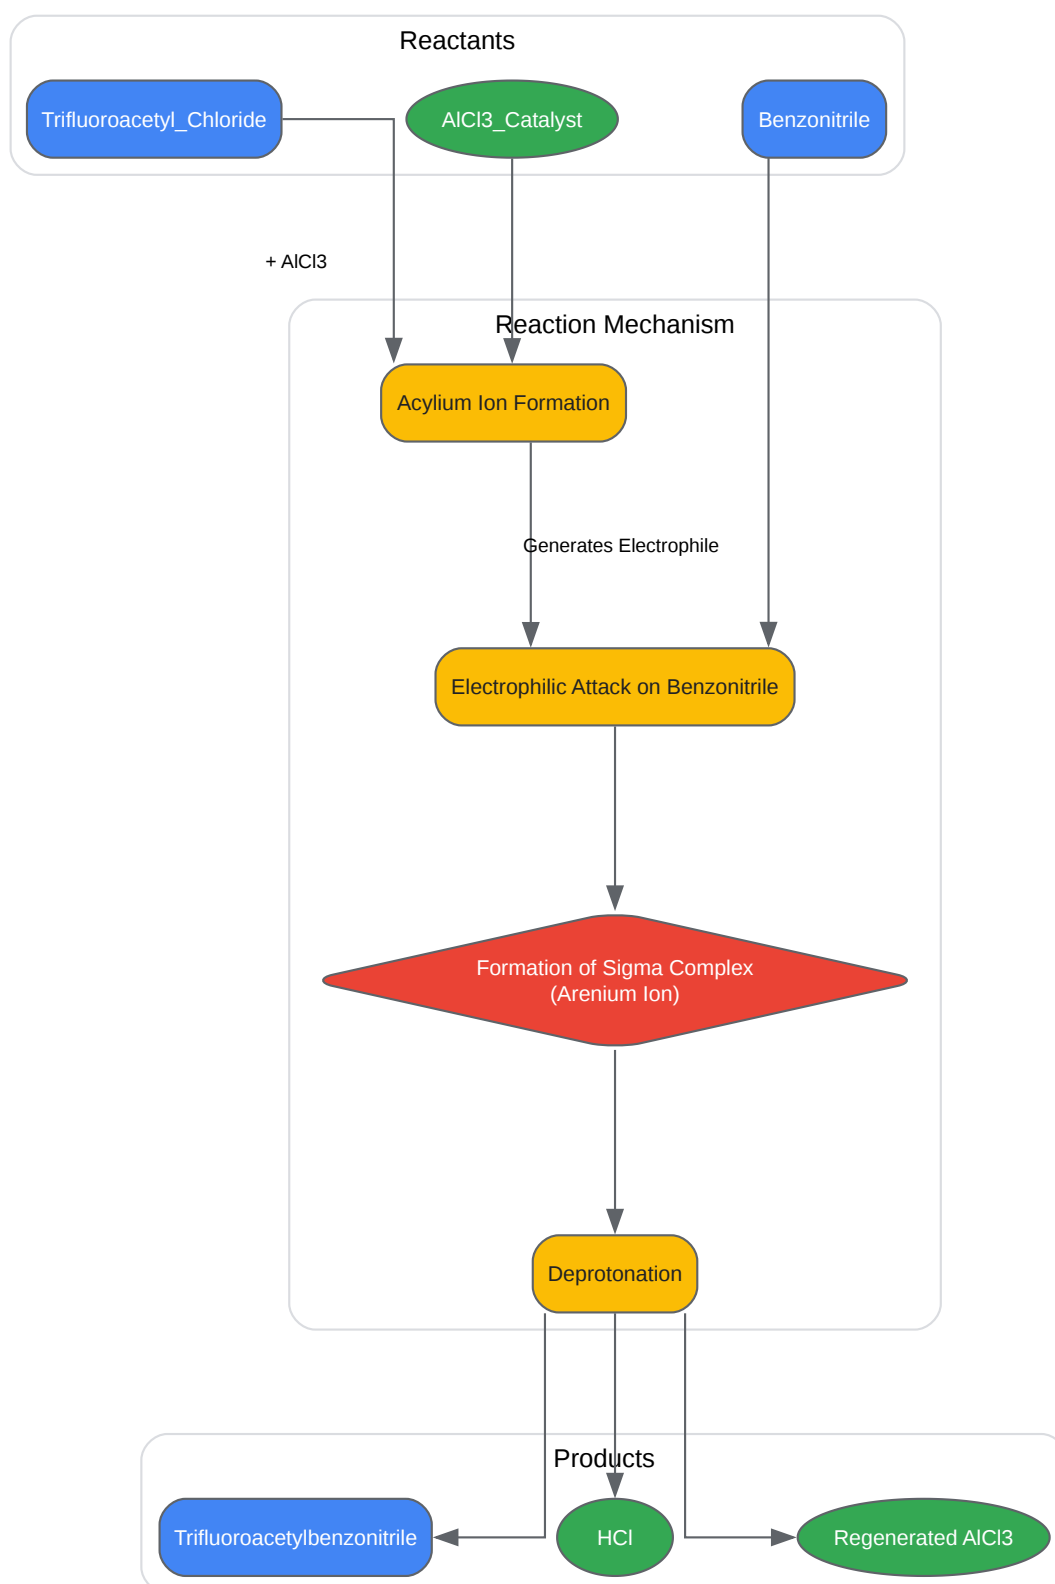 Reactants
Trifluoroacetyl_Chloride
AlCl3_Catalyst
Benzonitrile
+ AlCl3
Reaction Mechanism
Acylium Ion Formation
Generates Electrophile
Electrophilic Attack on Benzonitrile
Formation of Sigma Complex
(Arenium Ion)
Deprotonation
Products
Trifluoroacetylbenzonitrile
HCl
Regenerated AlCl3